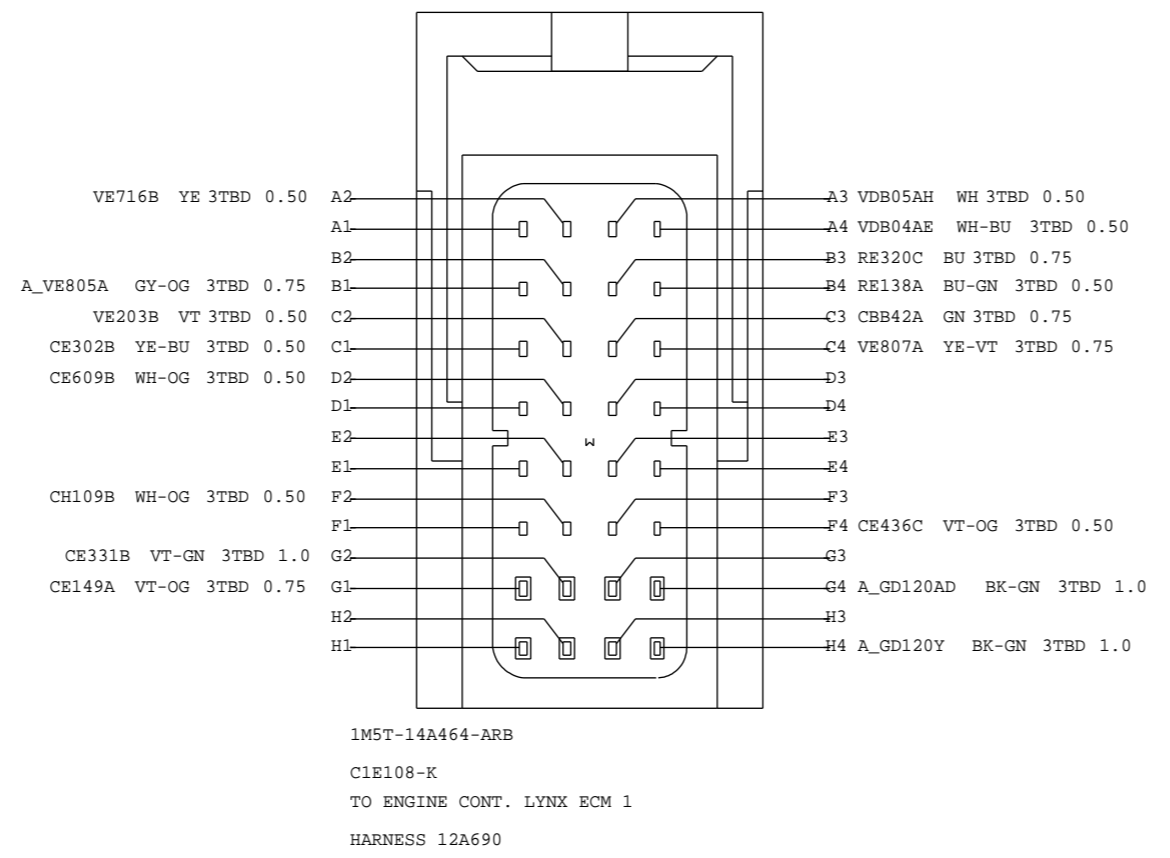 VE716B YE 3TBD 0.50 A2 A3 VDB05AH WH 3TBD 0.50
A1 A4 VDB04AE WH-BU 3TBD 0.50
B2 B3 RE320C BU 3TBD 0.75
A_VE805A GY-OG 3TBD 0.75 B1 B4 RE138A BU-GN 3TBD 0.50
VE203B VT 3TBD 0.50 C2 C3 CBB42A GN 3TBD 0.75
CE302B YE-BU 3TBD 0.50 C1 C4 VE807A YE-VT 3TBD 0.75
CE609B WH-OG 3TBD 0.50 D2 D3
D1 D4
E2 W E3
E1 E4
CH109B WH-OG 3TBD 0.50 F2 F3
F1 F4 CE436C VT-OG 3TBD 0.50
CE331B VT-GN 3TBD 1.0 G2 G3
CE149A VT-OG 3TBD 0.75 G1 G4 A_GD120AD BK-GN 3TBD 1.0
H2 H3
H1 H4 A_GD120Y BK-GN 3TBD 1.0
1M5T-14A464-ARB
C1E108-K
TO ENGINE CONT. LYNX ECM 1
HARNESS 12A690